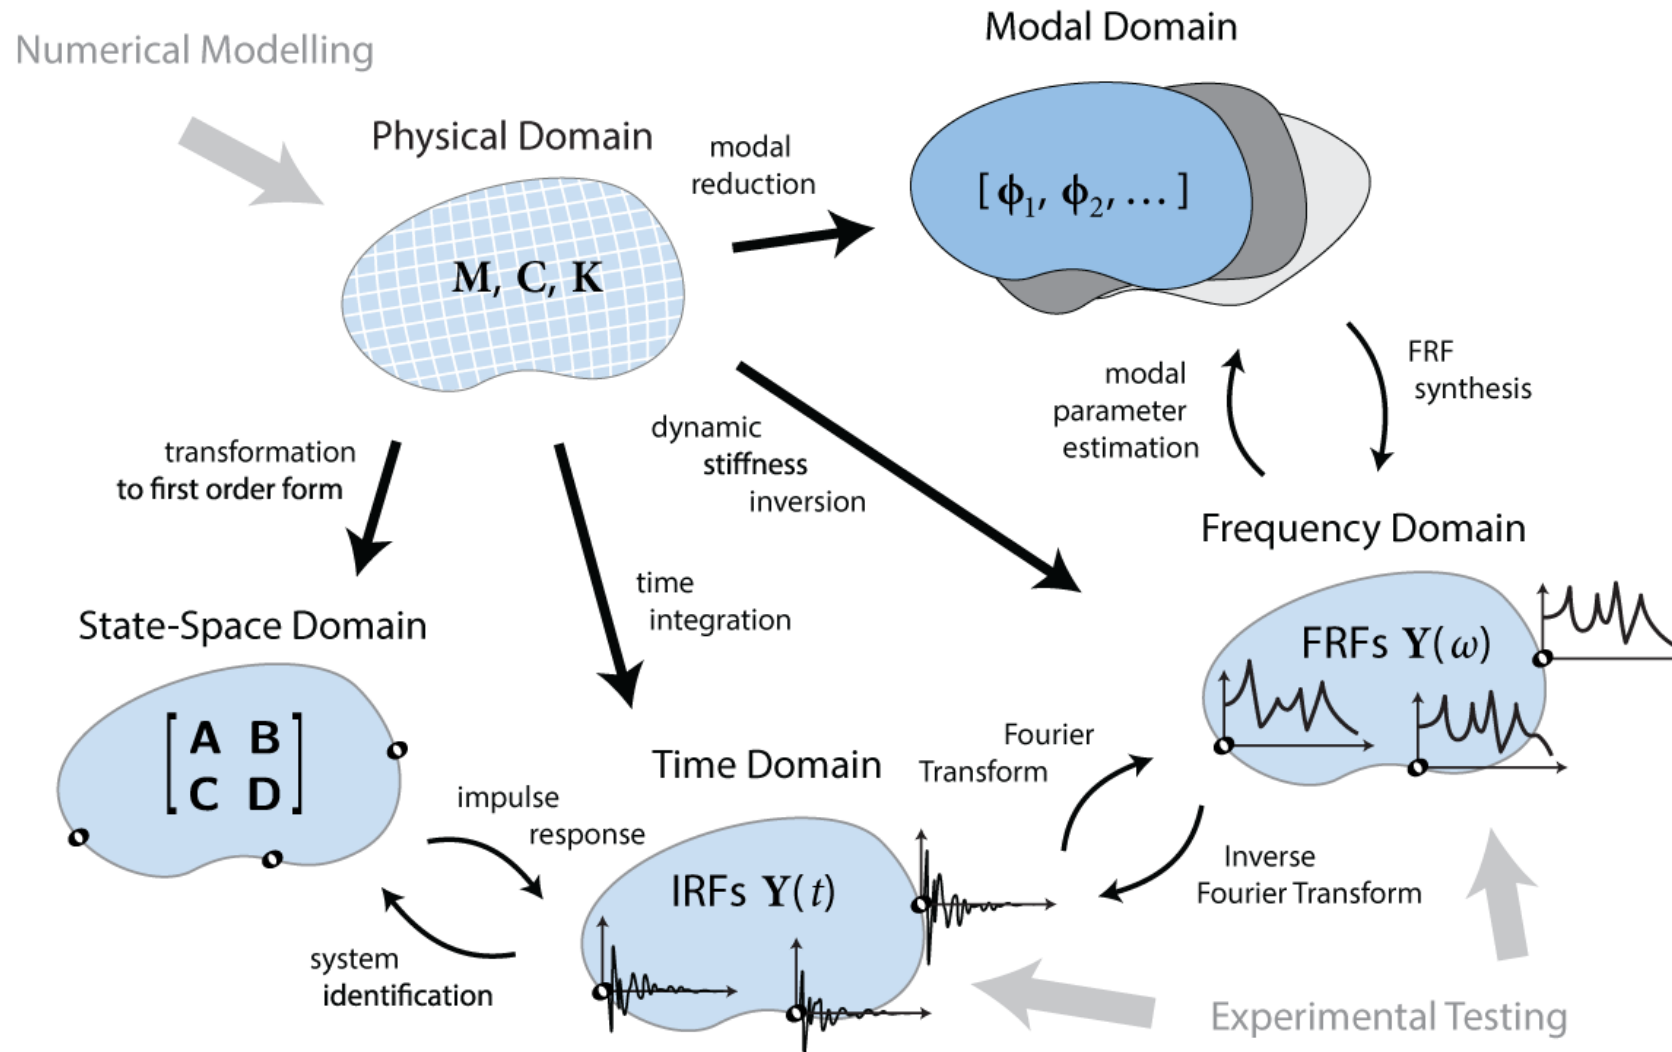 Numerical Modelling
Modal Domain
Physical Domain
modal
reduction
[ ϕ1, ϕ2, … ]
M, C, K
FRF
synthesis
modal
parameter
estimation
dynamic
stiffness
inversion
transformation
to first order form
Frequency Domain
time
integration
State-Space Domain
FRFs Y(ω)
A B
C D
Time Domain
Fourier
Transform
impulse
response
Inverse
Fourier Transform
IRFs Y(t)
system
identification
Experimental Testing